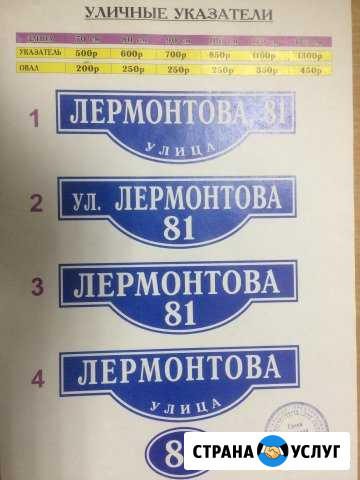 УЛИЧНЫЕ УКАЗАТЕЛИ
УКАЗАТЕЛЬ 500р 600р 700р 850р 1100р 1300р
ОВАЛ 200р 250р 250р 250р 350р 450р
1 ЛЕРМОНТОВА, 81
УЛИЦА
2 УЛ. ЛЕРМОНТОВА
81
3 ЛЕРМОНТОВА
81
4 ЛЕРМОНТОВА
УЛИЦА
СТРАНА УСЛУГ